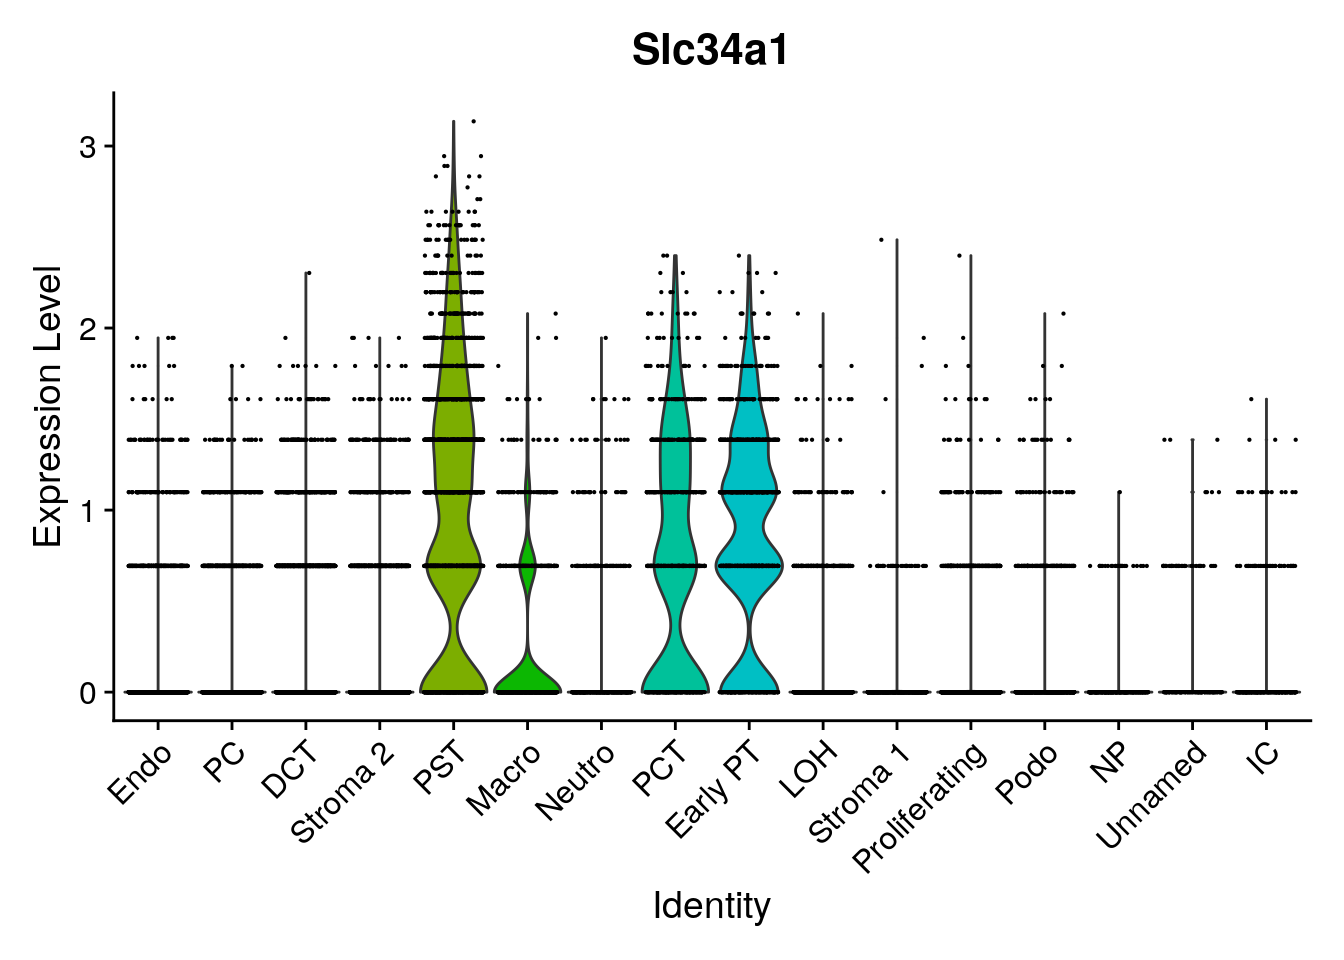 Slc34a1
Expression Level
3
2
1
0
Endo
PC
DCT
Stroma 2
PST
Macro
Neutro
PCT
Early PT
LOH
Stroma 1
Proliferating
Podo
NP
Unnamed
IC
Identity